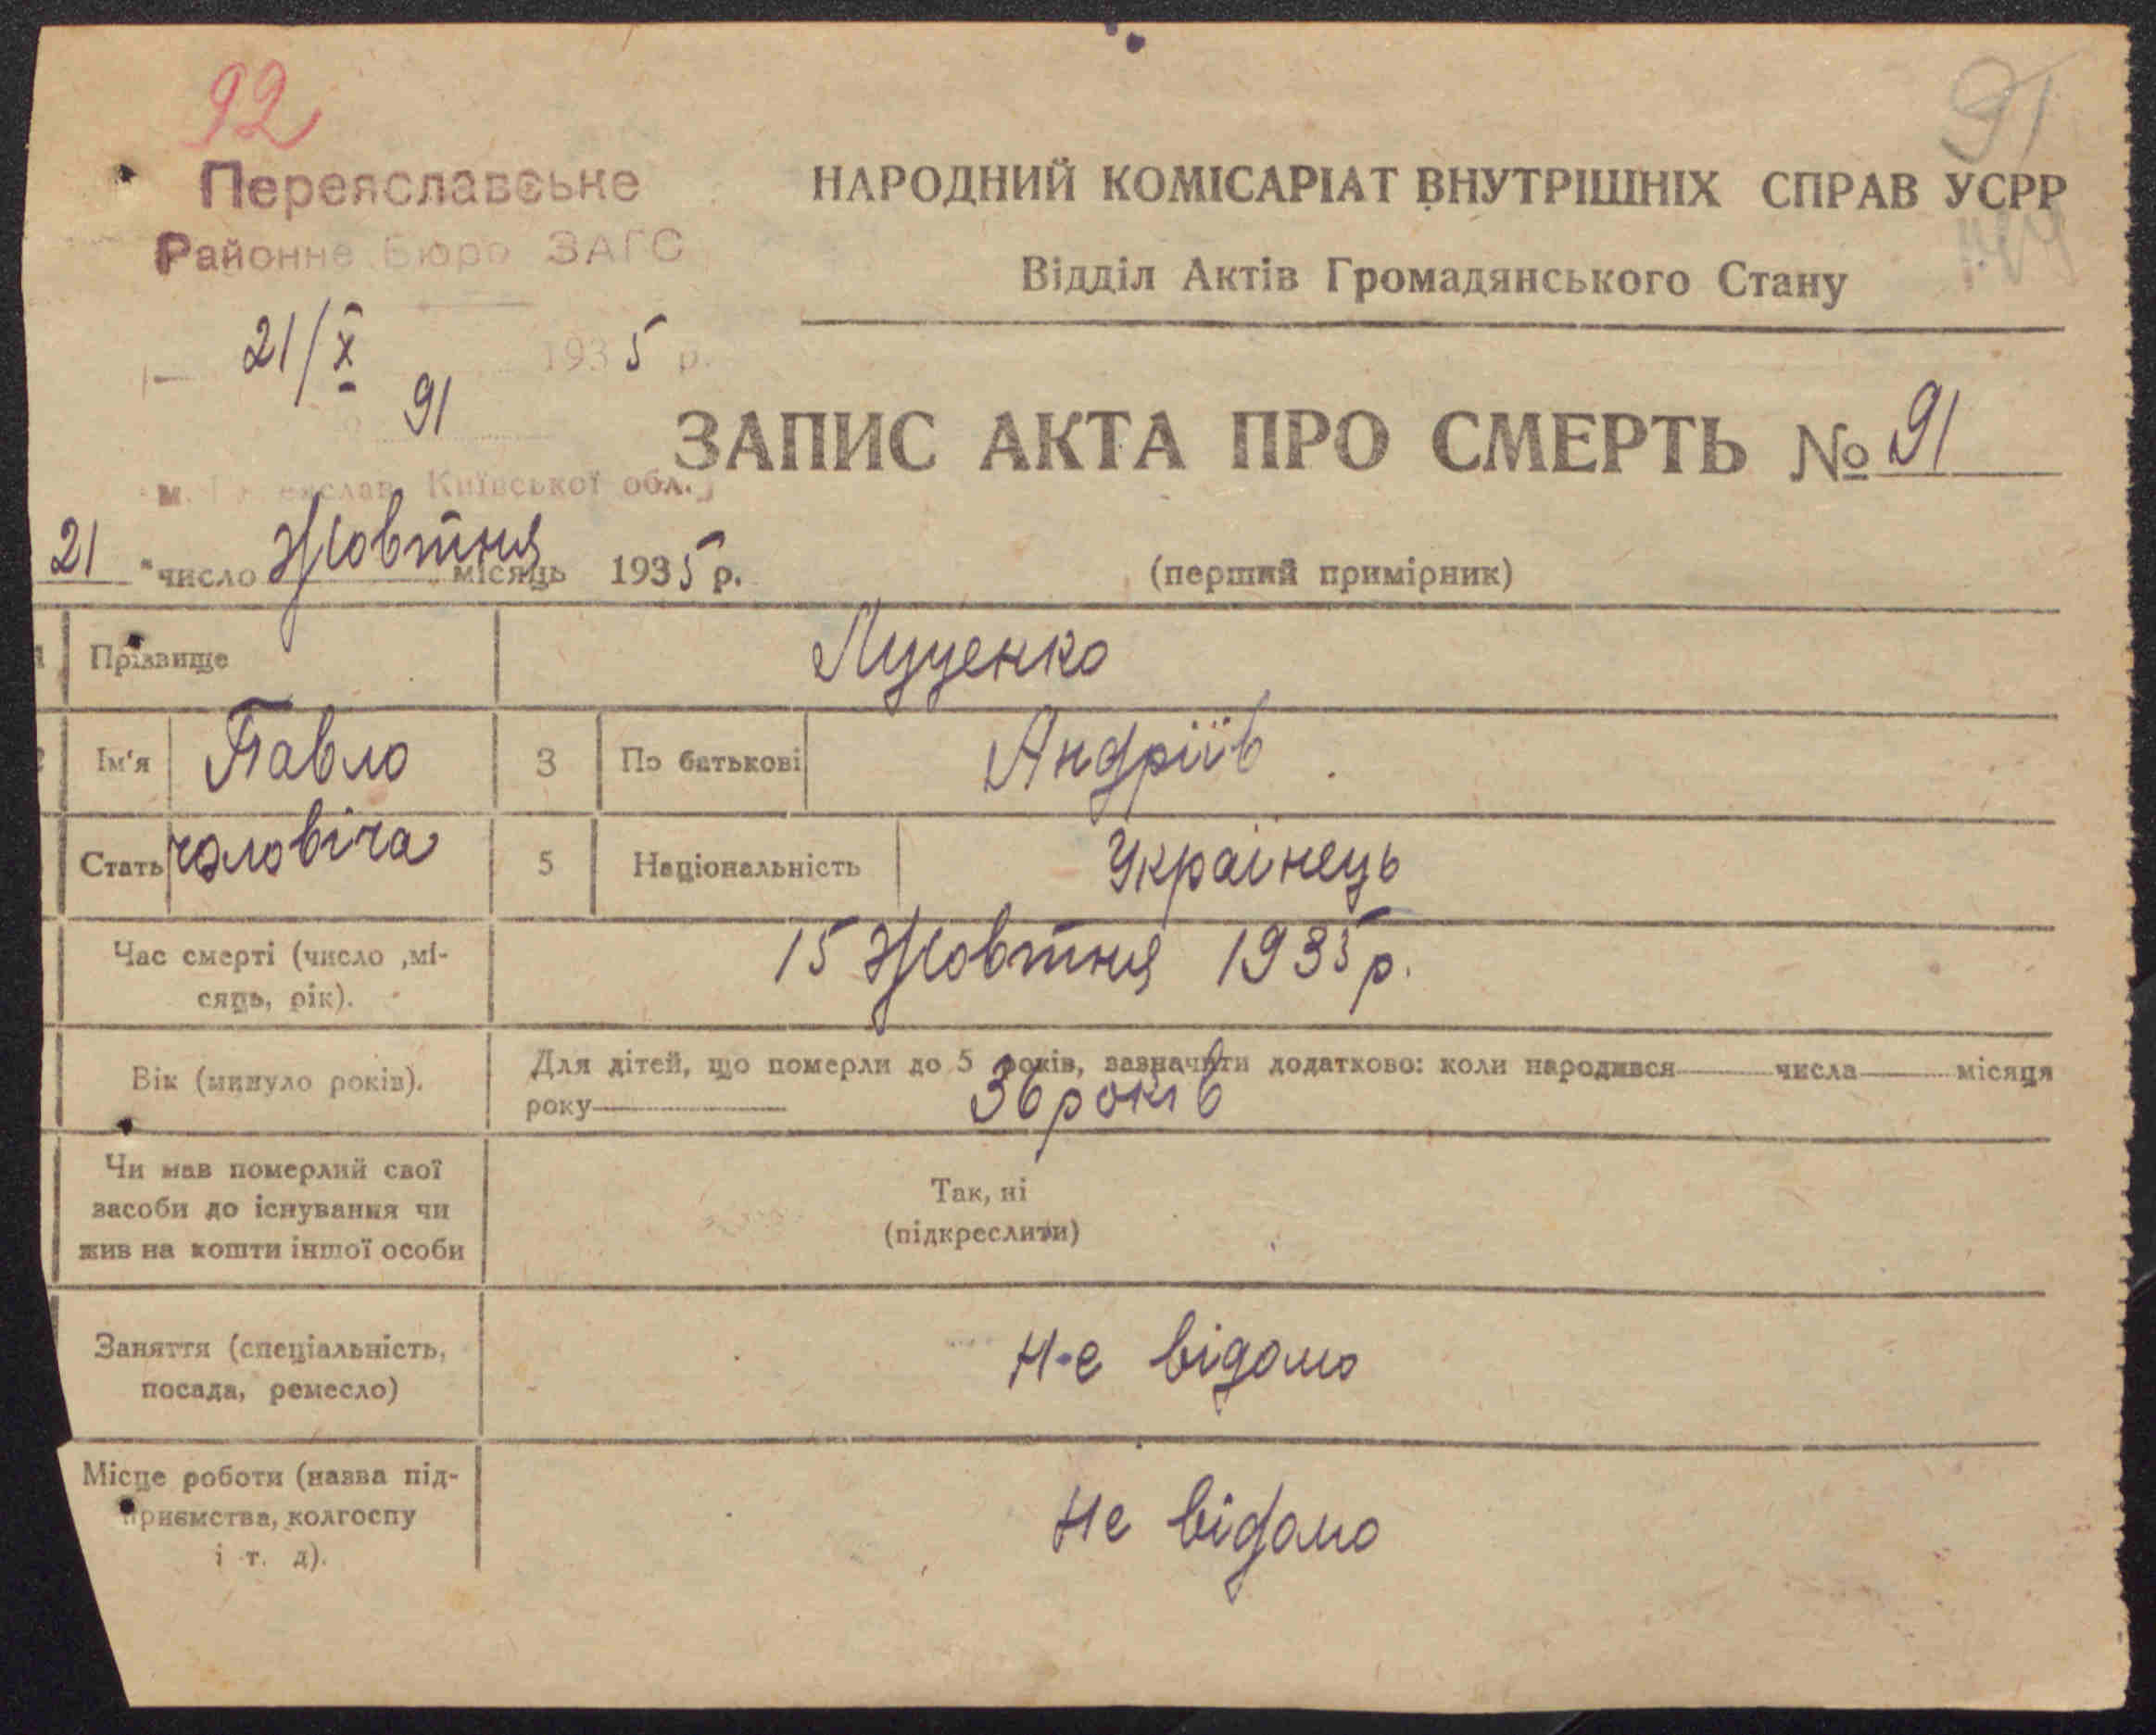 92
91
Переяславське
Районне Бюро ЗАГС
21/X 1935 р.
91
м. Переяслав, Київської обл.
НАРОДНИЙ КОМІСАРІАТ ВНУТРІШНІХ СПРАВ УСРР
Відділ Актів Громадянського Стану
ЗАПИС АКТА ПРО СМЕРТЬ № 91
21 число Жовтня місяць 1935 р.
(перший примірник)
Прізвище Луценко
Ім'я Павло 3 По батькові Андріїв
Стать чоловіча 5 Національність Українець
Час смерті (число ,мі-
сяць, рік).
15 Жовтня 1935 р.
Вік (минуло років).
Для дітей, що померли до 5 років, зазначити додатково: коли народився числа місяця
року 36 років
Чи мав померлий свої
засоби до існування чи
жив на кошти іншої особи
Так, ні
(підкреслити)
Заняття (спеціальність,
посада, ремесло)
Не відомо
Місце роботи (назва під-
приємства, колгоспу
і т. д).
Не відомо